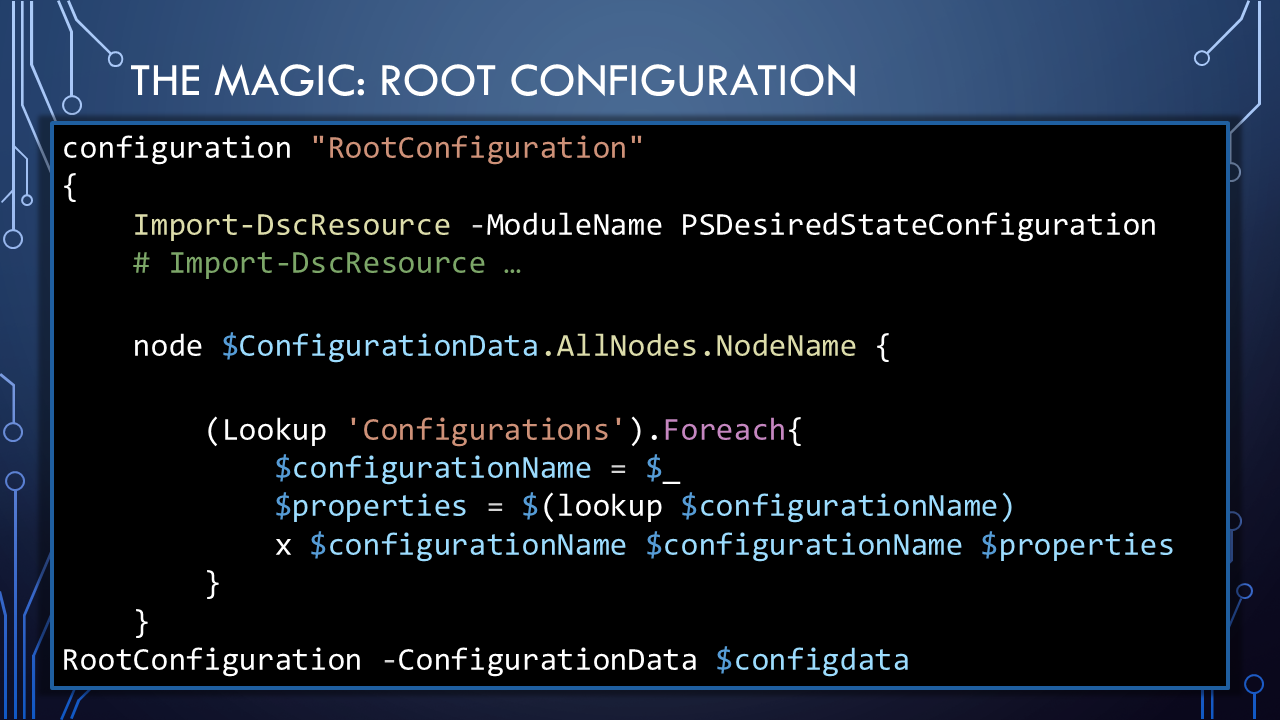 THE MAGIC: ROOT CONFIGURATION
configuration "RootConfiguration"
{
    Import-DscResource -ModuleName PSDesiredStateConfiguration
    # Import-DscResource …
    node $ConfigurationData.AllNodes.NodeName {
        (Lookup 'Configurations').Foreach{
            $configurationName = $_
            $properties = $(lookup $configurationName)
            x $configurationName $configurationName $properties
        }
    }
RootConfiguration -ConfigurationData $configdata